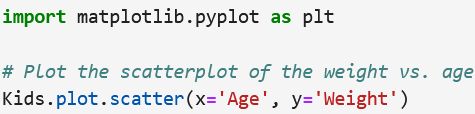 import matplotlib.pyplot as plt
# Plot the scatterplot of the weight vs. age
Kids.plot.scatter(x='Age', y='Weight')